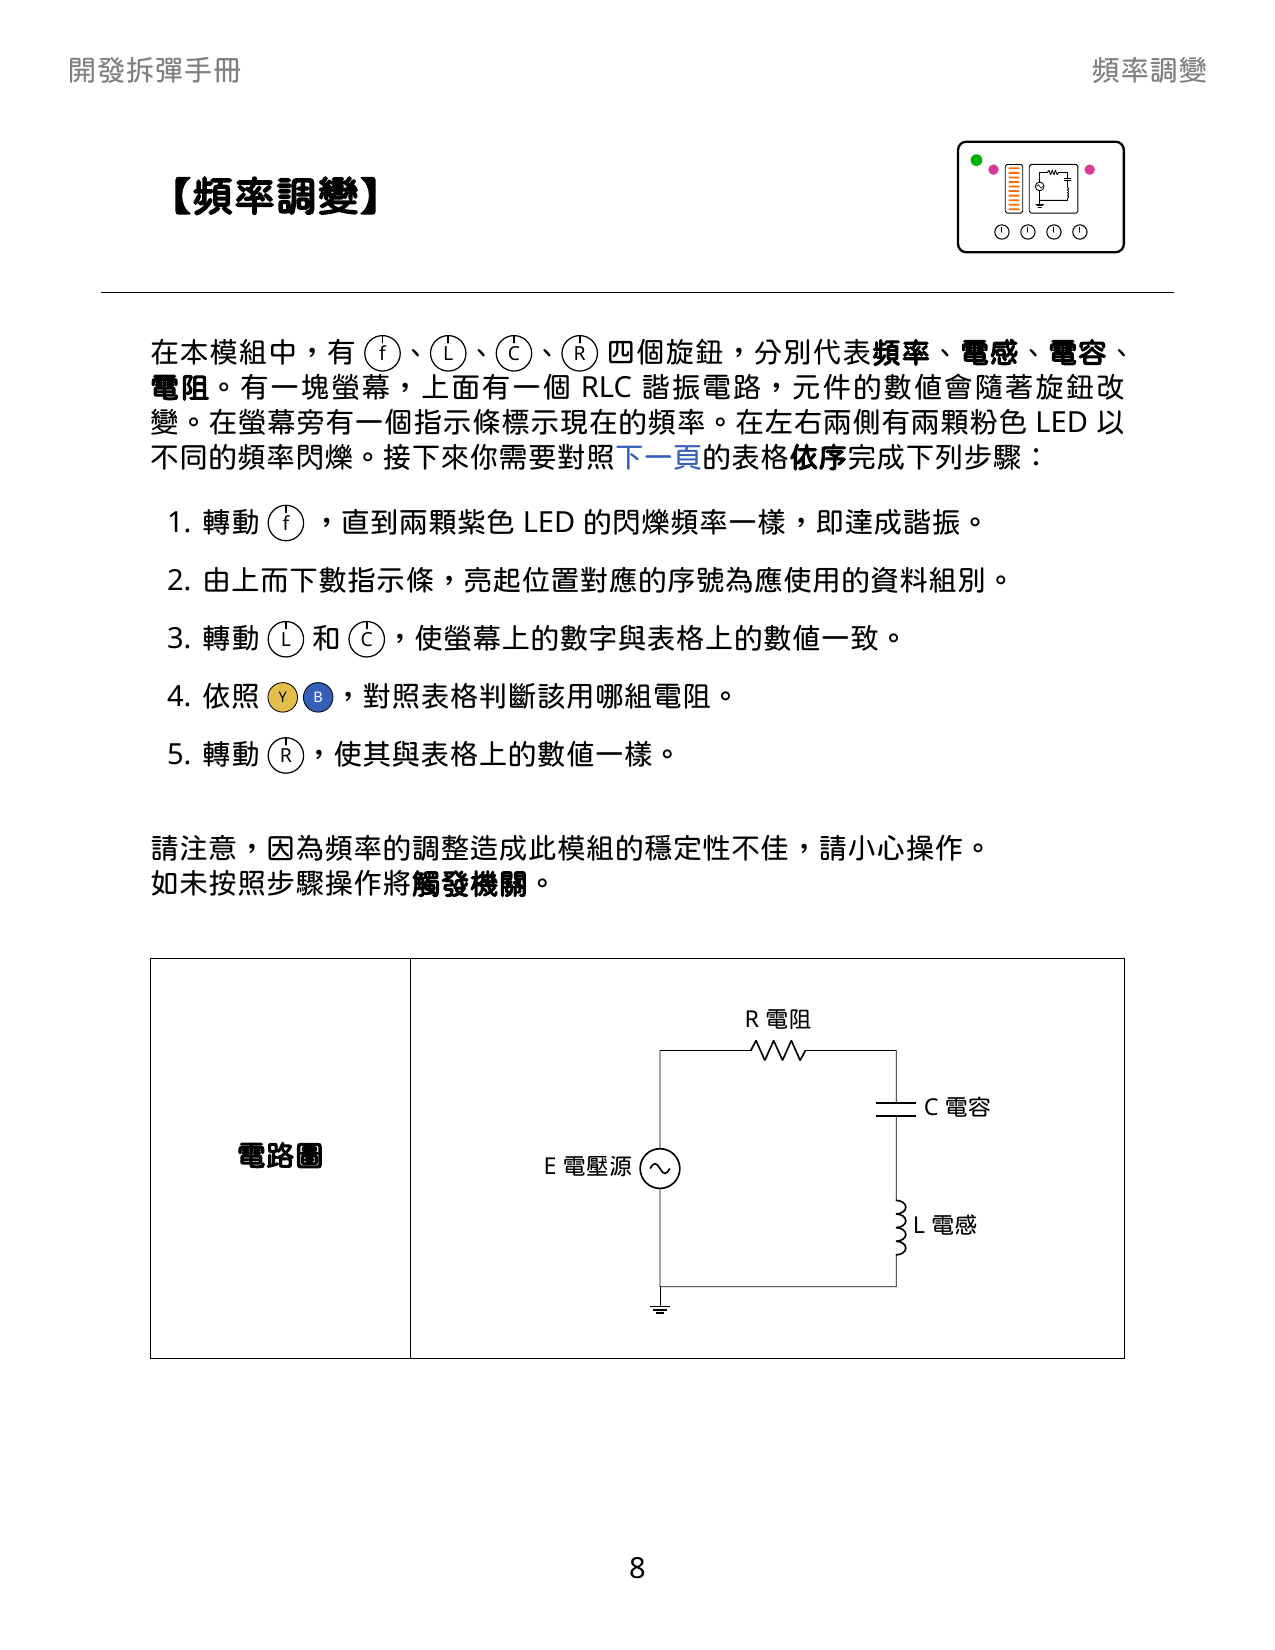 開發拆彈手冊 頻率調變
【頻率調變】
在本模組中，有 f、L、C、R 四個旋鈕，分別代表頻率、電感、電容、
電阻。有一塊螢幕，上面有一個 RLC 諧振電路，元件的數值會隨著旋鈕改
變。在螢幕旁有一個指示條標示現在的頻率。在左右兩側有兩顆粉色 LED 以
不同的頻率閃爍。接下來你需要對照下一頁的表格依序完成下列步驟：
1. 轉動 f ，直到兩顆紫色 LED 的閃爍頻率一樣，即達成諧振。
2. 由上而下數指示條，亮起位置對應的序號為應使用的資料組別。
3. 轉動 L 和 C，使螢幕上的數字與表格上的數值一致。
4. 依照 Y B，對照表格判斷該用哪組電阻。
5. 轉動 R，使其與表格上的數值一樣。
請注意，因為頻率的調整造成此模組的穩定性不佳，請小心操作。
如未按照步驟操作將觸發機關。
R 電阻
C 電容
電路圖
E 電壓源
L 電感
8